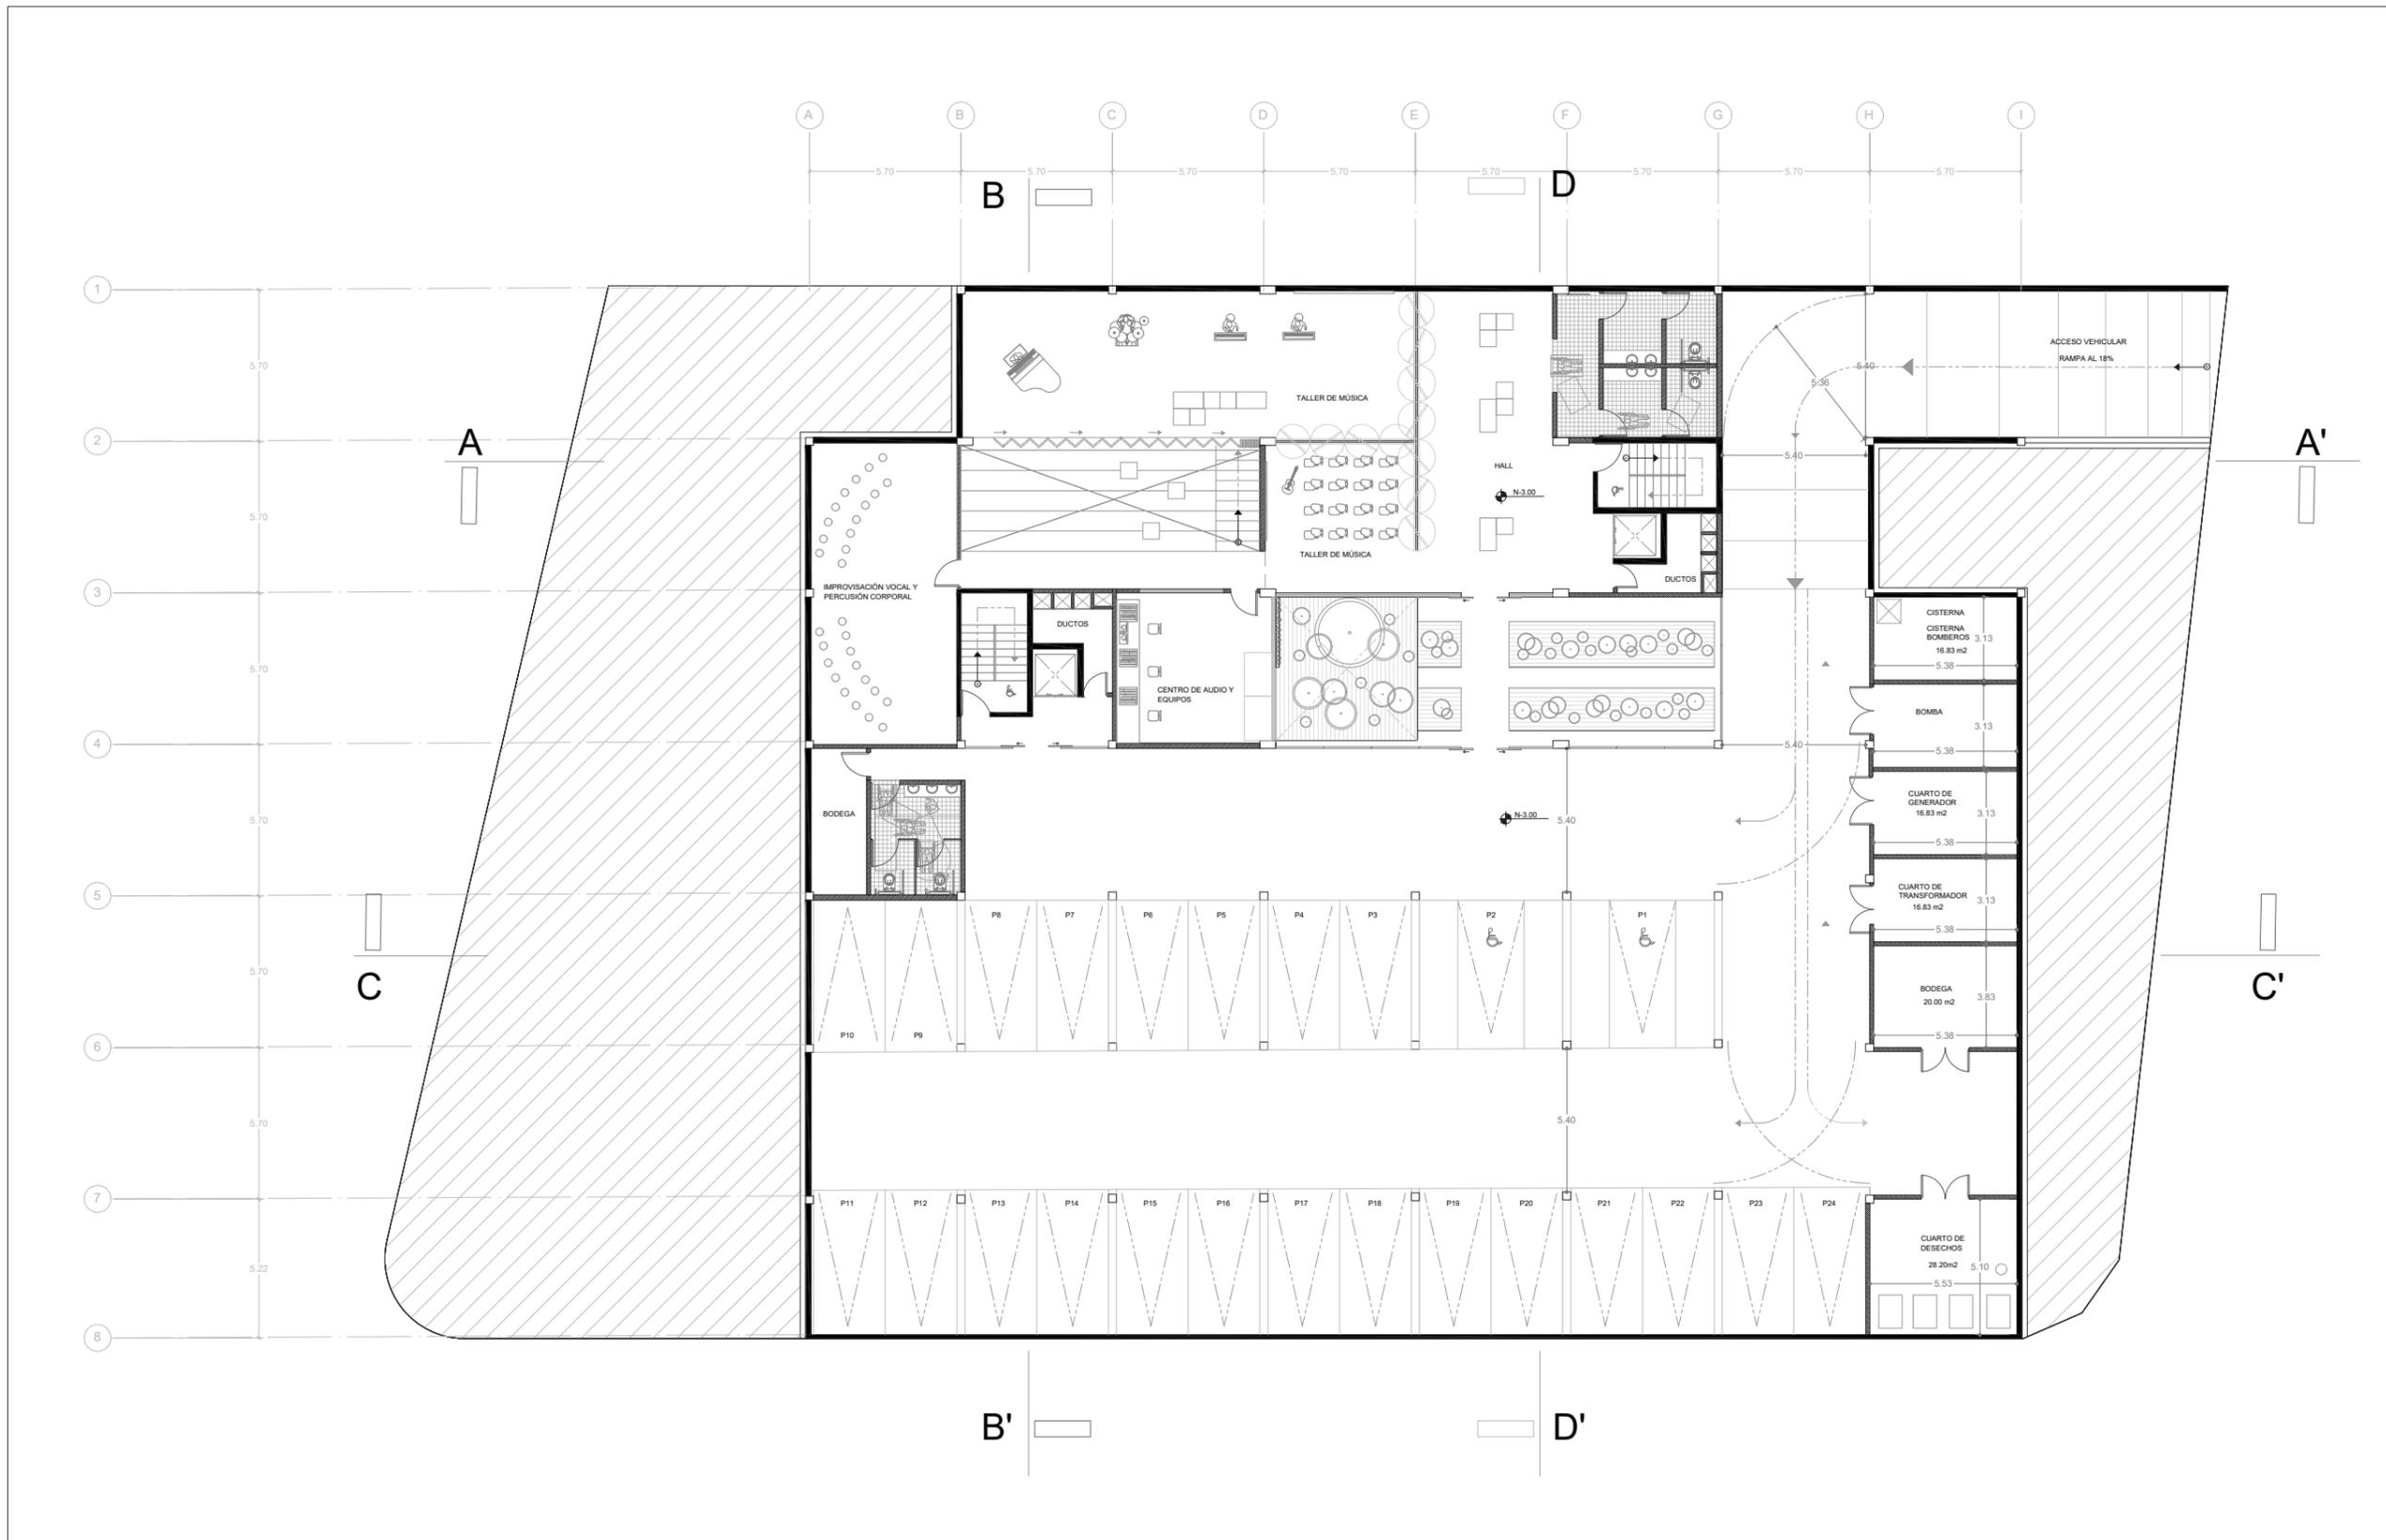 A B C D E F G H I
5.70 5.70 5.70 5.70 5.70 5.70 5.70 5.70
B
D
1
5.70
ACCESO VEHICULAR
RAMPA AL 18%
5.40
5.36
TALLER DE MÚSICA
2
A
A'
5.40
HALL
N-3.00
5.70
TALLER DE MÚSICA
DUCTOS
IMPROVISACIÓN VOCAL Y
PERCUSIÓN CORPORAL
3
CISTERNA
CISTERNA
BOMBEROS
16.83 m2
3.13
5.38
DUCTOS
5.70
CENTRO DE AUDIO Y
EQUIPOS
BOMBA
3.13
5.38
4
5.40
BODEGA
N-3.00
5.40
5.70
CUARTO DE
GENERADOR
16.83 m2
3.13
5.38
5
CUARTO DE
TRANSFORMADOR
16.83 m2
3.13
5.38
P8 P7 P6 P5 P4 P3 P2 P1
C
C'
5.70
BODEGA
20.00 m2
3.83
5.38
P10 P9
6
5.70
5.40
7
P11 P12 P13 P14 P15 P16 P17 P18 P19 P20 P21 P22 P23 P24
CUARTO DE
DESECHOS
28.20m2
5.10
5.53
5.22
8
B'
D'